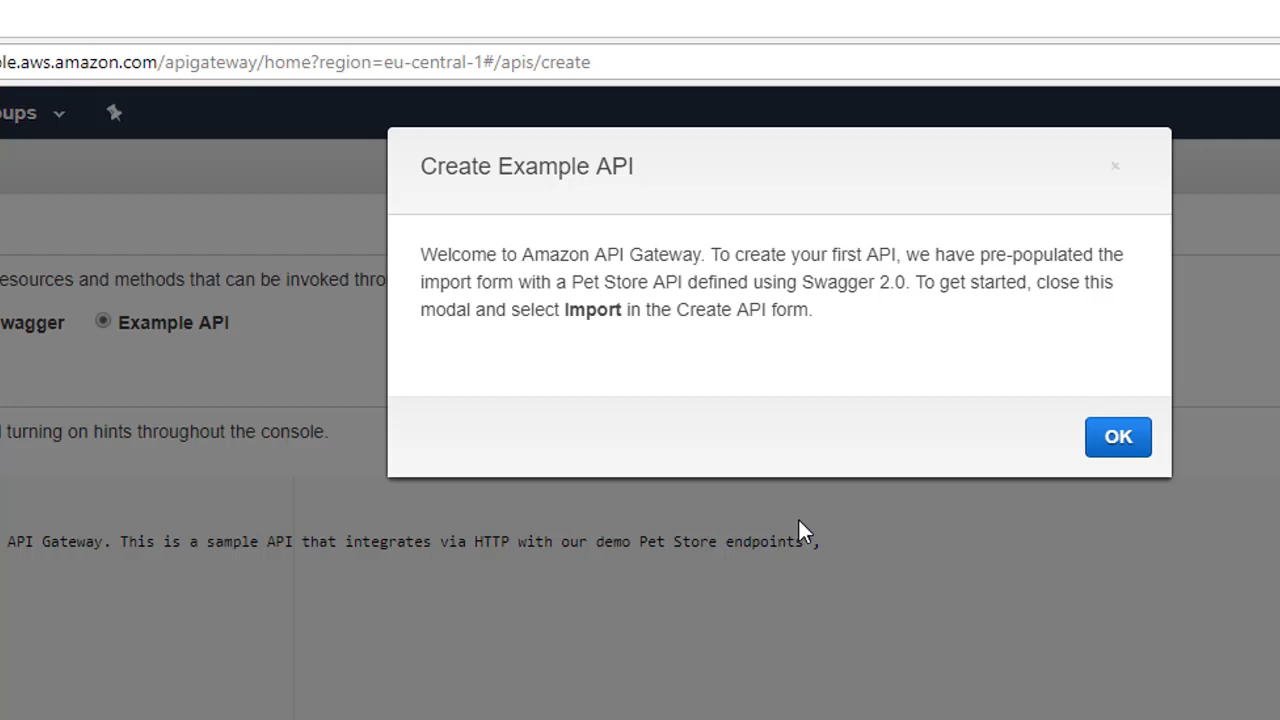 le.aws.amazon.com/apigateway/home?region=eu-central-1#/apis/create
oups
Create Example API
×
Welcome to Amazon API Gateway. To create your first API, we have pre-populated the
import form with a Pet Store API defined using Swagger 2.0. To get started, close this
modal and select Import in the Create API form.
esources and methods that can be invoked thro
wagger Example API
turning on hints throughout the console.
OK
API Gateway. This is a sample API that integrates via HTTP with our demo Pet Store endpoints",